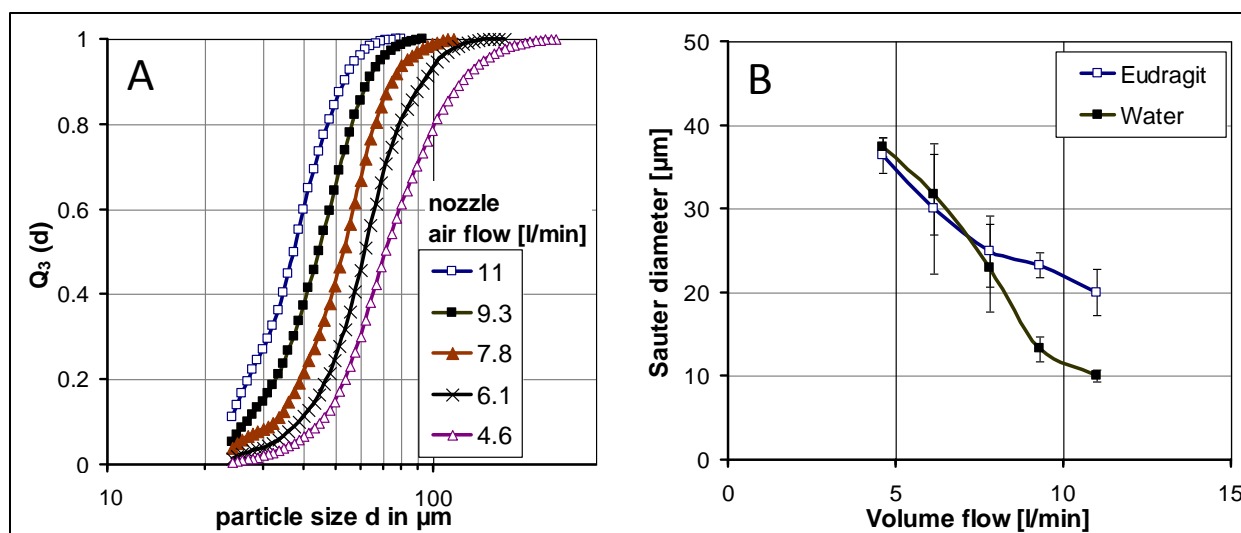 A
1
0.8
0.6
0.4
0.2
0
Q3 (d)
10
100
particle size d in µm
nozzle
air flow [l/min]
11
9.3
7.8
6.1
4.6
B
50
40
30
20
10
0
Sauter diameter [µm]
0
5
10
15
Volume flow [l/min]
Eudragit
Water